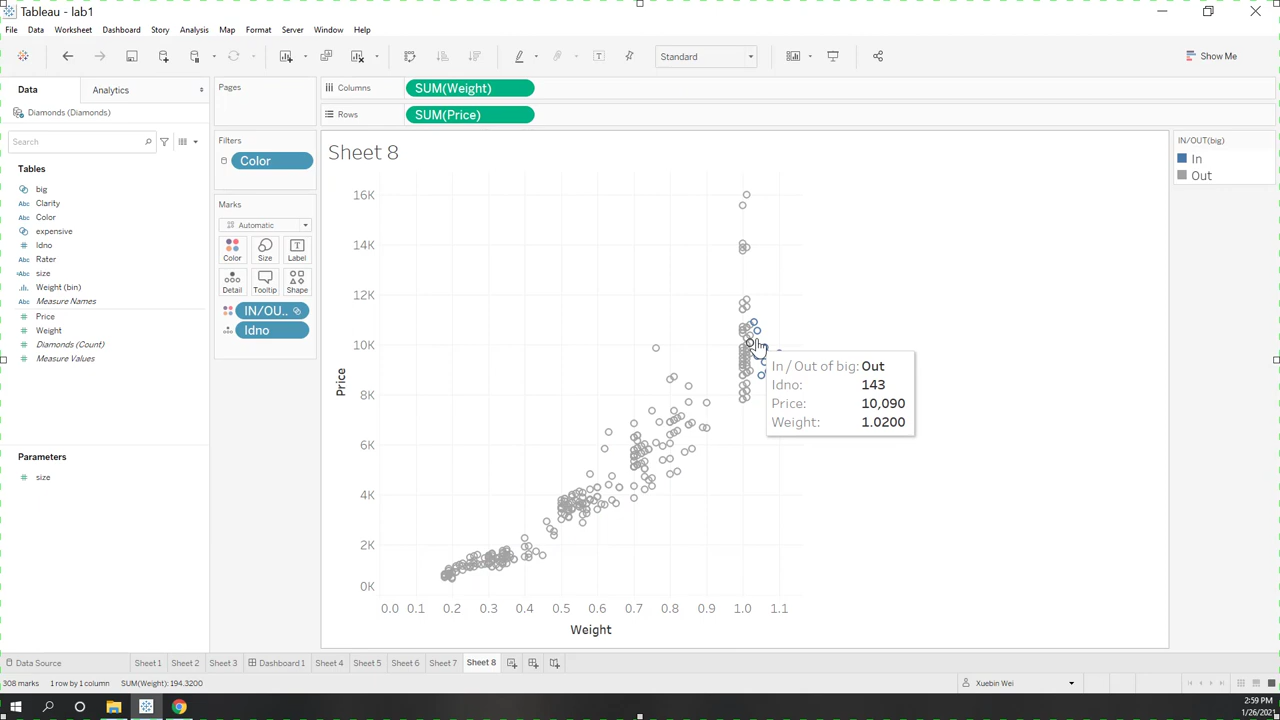 Tableau - lab1
File Data Worksheet Dashboard Story Analysis Map Format Server Window Help
Standard
Show Me
Data
Analytics
Diamonds (Diamonds)
Search
Tables
big
Abc Clarity
Abc Color
expensive
Abc Idno
Abc Rater
Abc size
Weight (bin)
Abc Measure Names
# Price
# Weight
# Diamonds (Count)
# Measure Values
Parameters
# size
Pages
Filters
Color
Marks
Abc Automatic
Color Size Label
Detail Tooltip Shape
IN/OU..
Idno
Columns SUM(Weight)
Rows SUM(Price)
Sheet 8
16K
14K
12K
10K
8K
6K
4K
2K
0K
Price
0.0 0.1 0.2 0.3 0.4 0.5 0.6 0.7 0.8 0.9 1.0 1.1
Weight
In / Out of big: Out
Idno: 143
Price: 10,090
Weight: 1.0200
IN/OUT(big)
In
Out
Data Source Sheet 1 Sheet 2 Sheet 3 Dashboard 1 Sheet 4 Sheet 5 Sheet 6 Sheet 7 Sheet 8
308 marks 1 row by 1 column SUM(Weight): 194.3200 Xuebin Wei
2:59 PM
1/26/2021